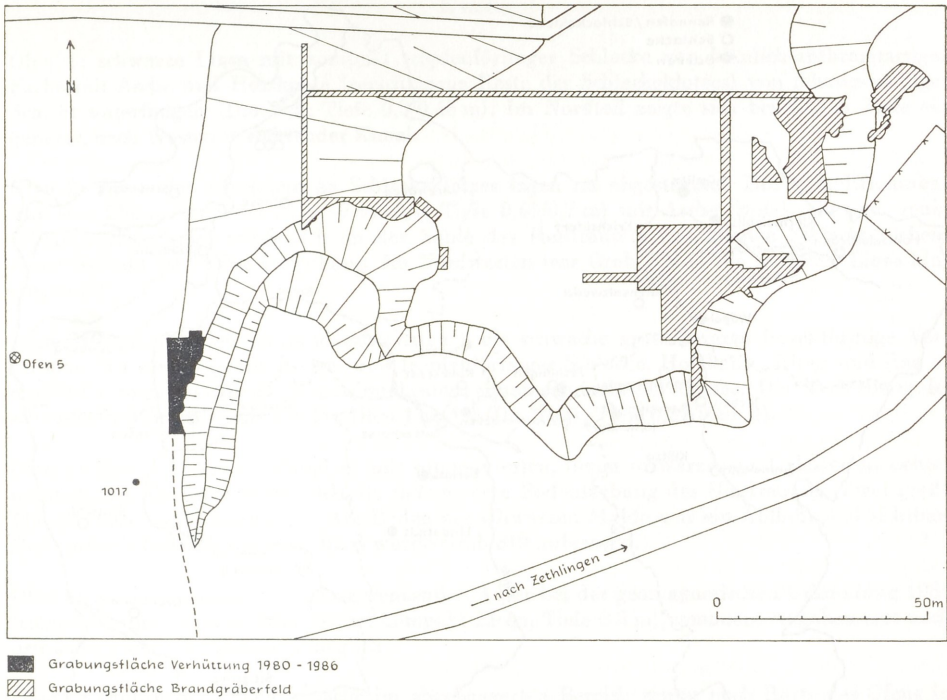 N
Ofen 5
1017
nach Zethlingen
0 50m
Grabungsfläche Verhüttung 1980 - 1986
Grabungsfläche Brandgräberfeld